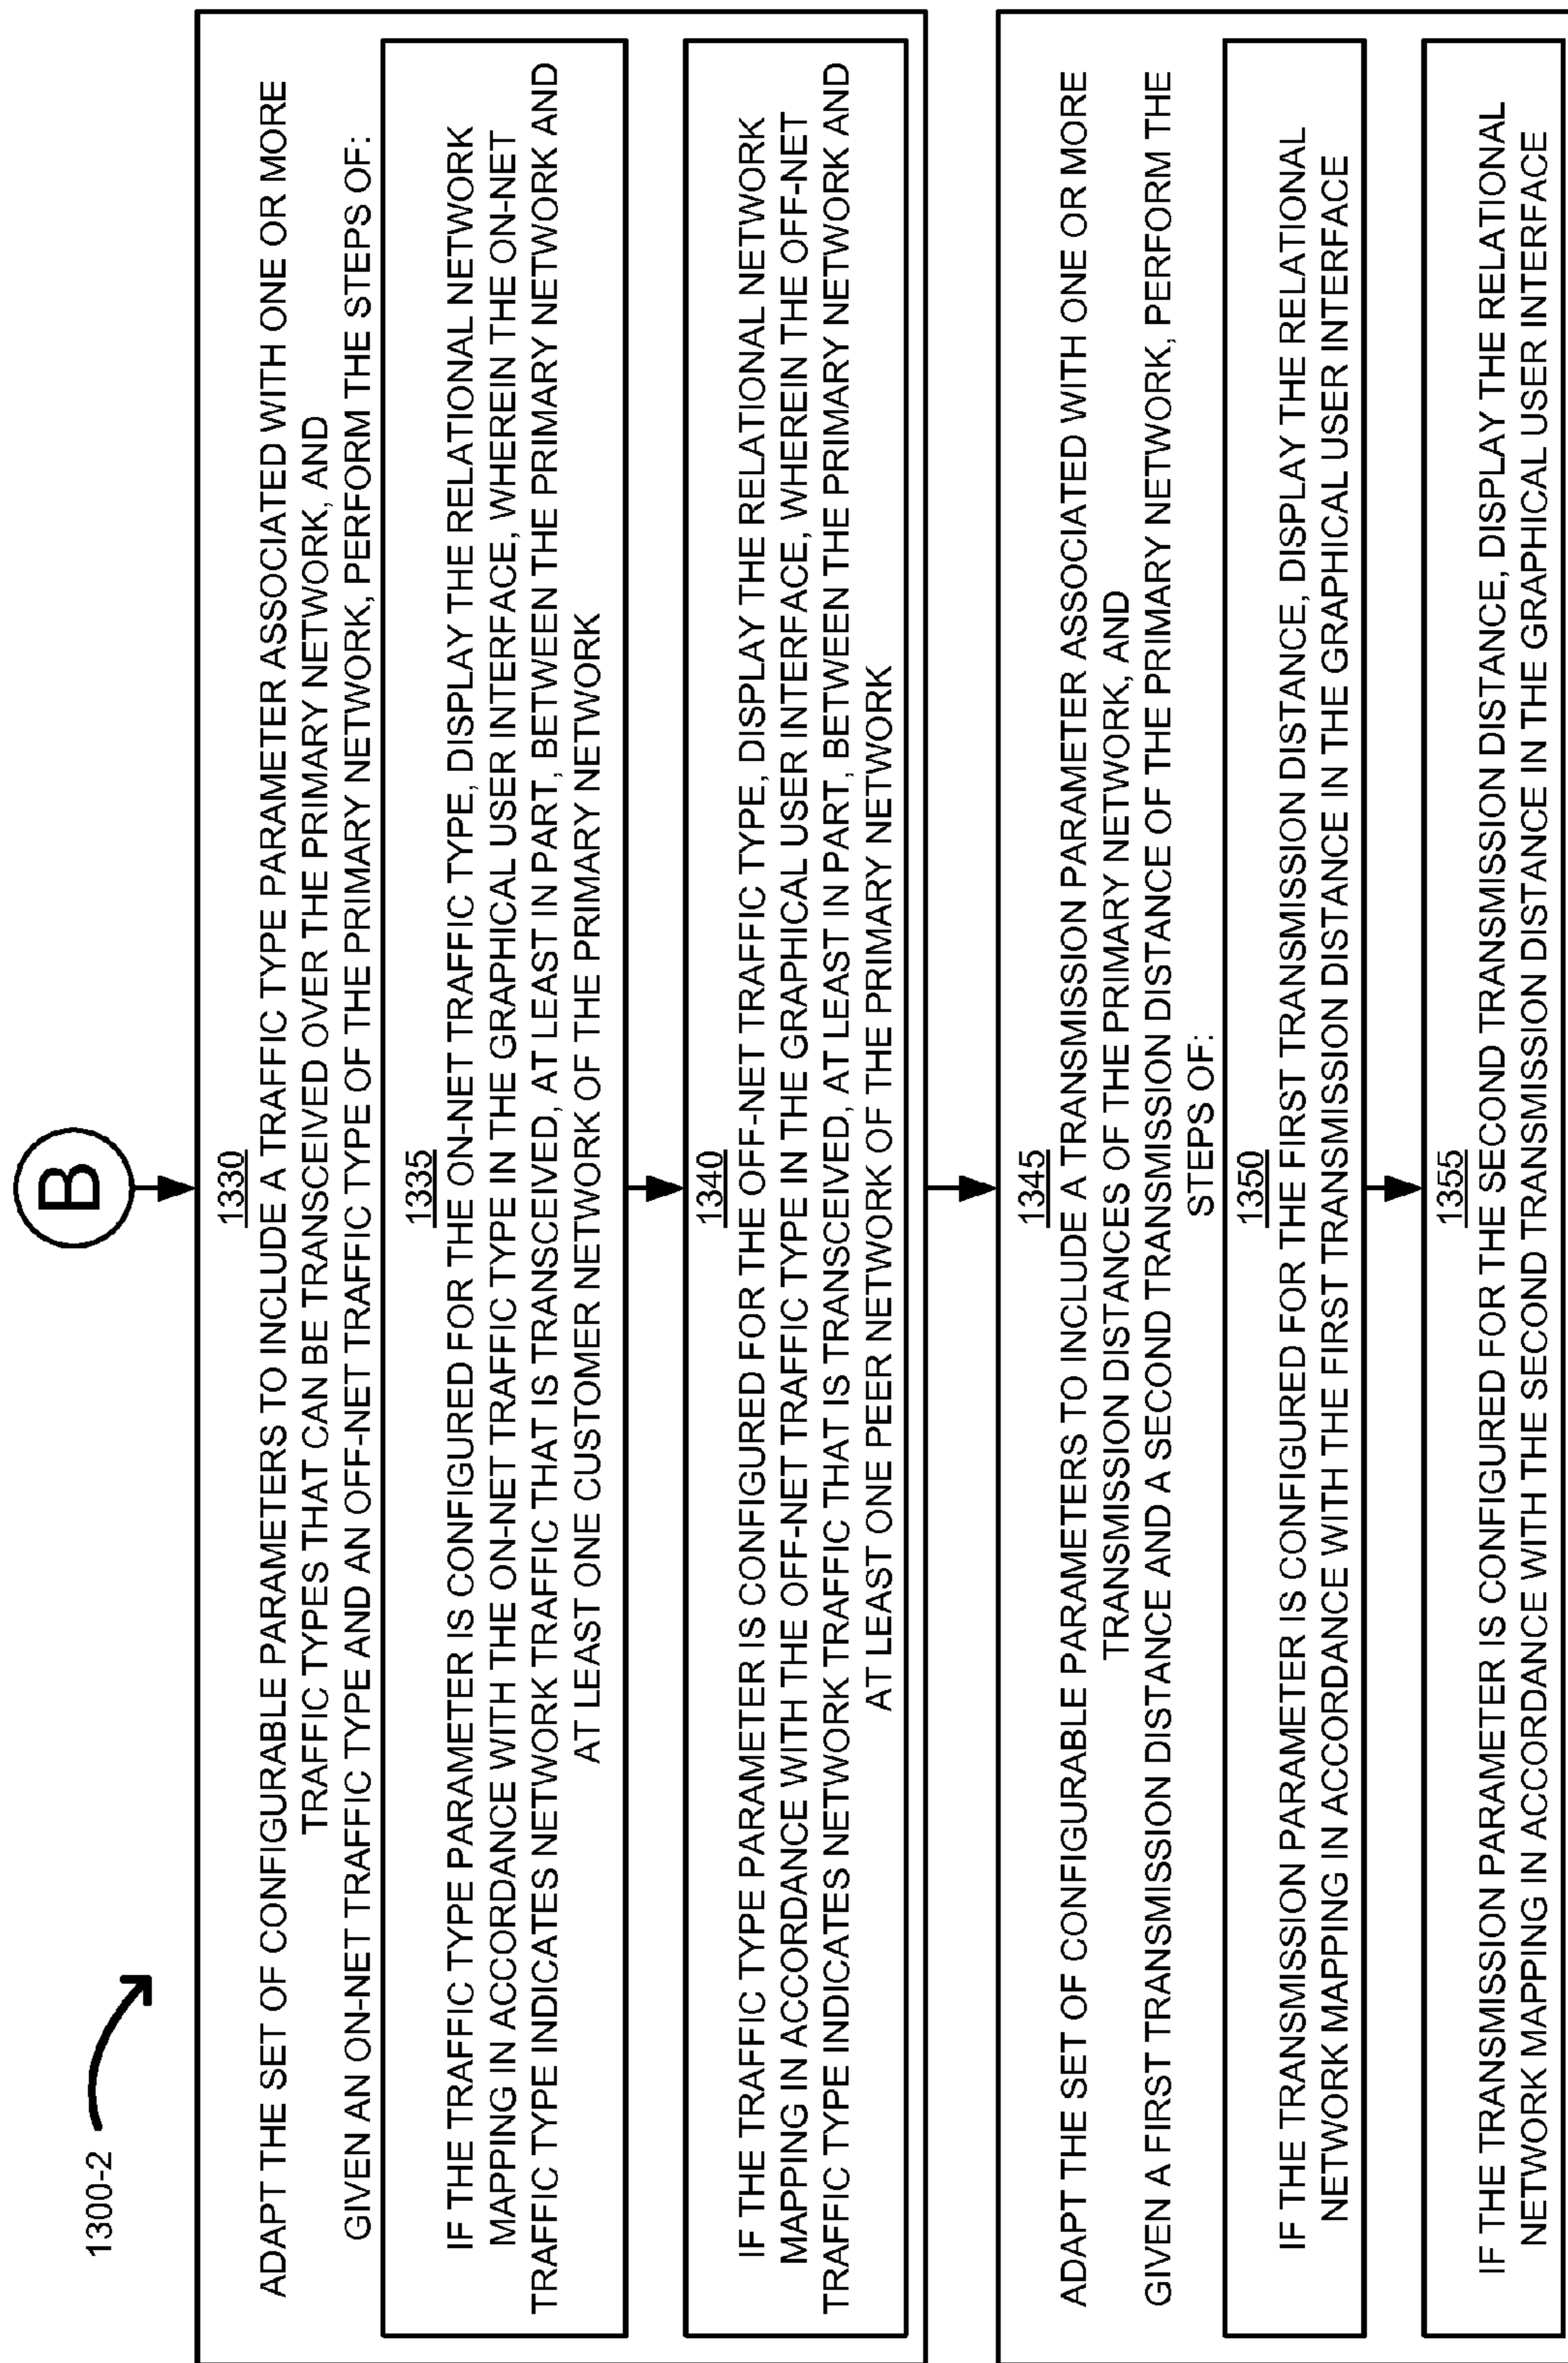 1300-2
B
1330
ADAPT THE SET OF CONFIGURABLE PARAMETERS TO INCLUDE A TRAFFIC TYPE PARAMETER ASSOCIATED WITH ONE OR MORE
TRAFFIC TYPES THAT CAN BE TRANSCEIVED OVER THE PRIMARY NETWORK, AND
GIVEN AN ON-NET TRAFFIC TYPE AND AN OFF-NET TRAFFIC TYPE OF THE PRIMARY NETWORK, PERFORM THE STEPS OF:
1335
IF THE TRAFFIC TYPE PARAMETER IS CONFIGURED FOR THE ON-NET TRAFFIC TYPE, DISPLAY THE RELATIONAL NETWORK
MAPPING IN ACCORDANCE WITH THE ON-NET TRAFFIC TYPE IN THE GRAPHICAL USER INTERFACE, WHEREIN THE ON-NET
TRAFFIC TYPE INDICATES NETWORK TRAFFIC THAT IS TRANSCEIVED, AT LEAST IN PART, BETWEEN THE PRIMARY NETWORK AND
AT LEAST ONE CUSTOMER NETWORK OF THE PRIMARY NETWORK
1340
IF THE TRAFFIC TYPE PARAMETER IS CONFIGURED FOR THE OFF-NET TRAFFIC TYPE, DISPLAY THE RELATIONAL NETWORK
MAPPING IN ACCORDANCE WITH THE OFF-NET TRAFFIC TYPE IN THE GRAPHICAL USER INTERFACE, WHEREIN THE OFF-NET
TRAFFIC TYPE INDICATES NETWORK TRAFFIC THAT IS TRANSCEIVED, AT LEAST IN PART, BETWEEN THE PRIMARY NETWORK AND
AT LEAST ONE PEER NETWORK OF THE PRIMARY NETWORK
1345
ADAPT THE SET OF CONFIGURABLE PARAMETERS TO INCLUDE A TRANSMISSION PARAMETER ASSOCIATED WITH ONE OR MORE
TRANSMISSION DISTANCES OF THE PRIMARY NETWORK, AND
GIVEN A FIRST TRANSMISSION DISTANCE AND A SECOND TRANSMISSION DISTANCE OF THE PRIMARY NETWORK, PERFORM THE
STEPS OF:
1350
IF THE TRANSMISSION PARAMETER IS CONFIGURED FOR THE FIRST TRANSMISSION DISTANCE, DISPLAY THE RELATIONAL
NETWORK MAPPING IN ACCORDANCE WITH THE FIRST TRANSMISSION DISTANCE IN THE GRAPHICAL USER INTERFACE
1355
IF THE TRANSMISSION PARAMETER IS CONFIGURED FOR THE SECOND TRANSMISSION DISTANCE, DISPLAY THE RELATIONAL
NETWORK MAPPING IN ACCORDANCE WITH THE SECOND TRANSMISSION DISTANCE IN THE GRAPHICAL USER INTERFACE